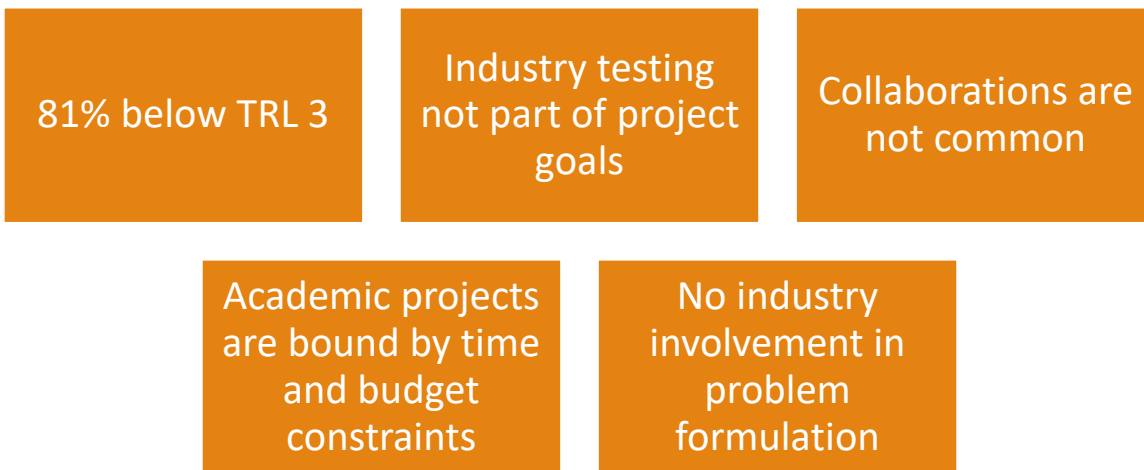 81% below TRL 3
Industry testing
not part of project
goals
Collaborations are
not common
Academic projects
are bound by time
and budget
constraints
No industry
involvement in
problem
formulation